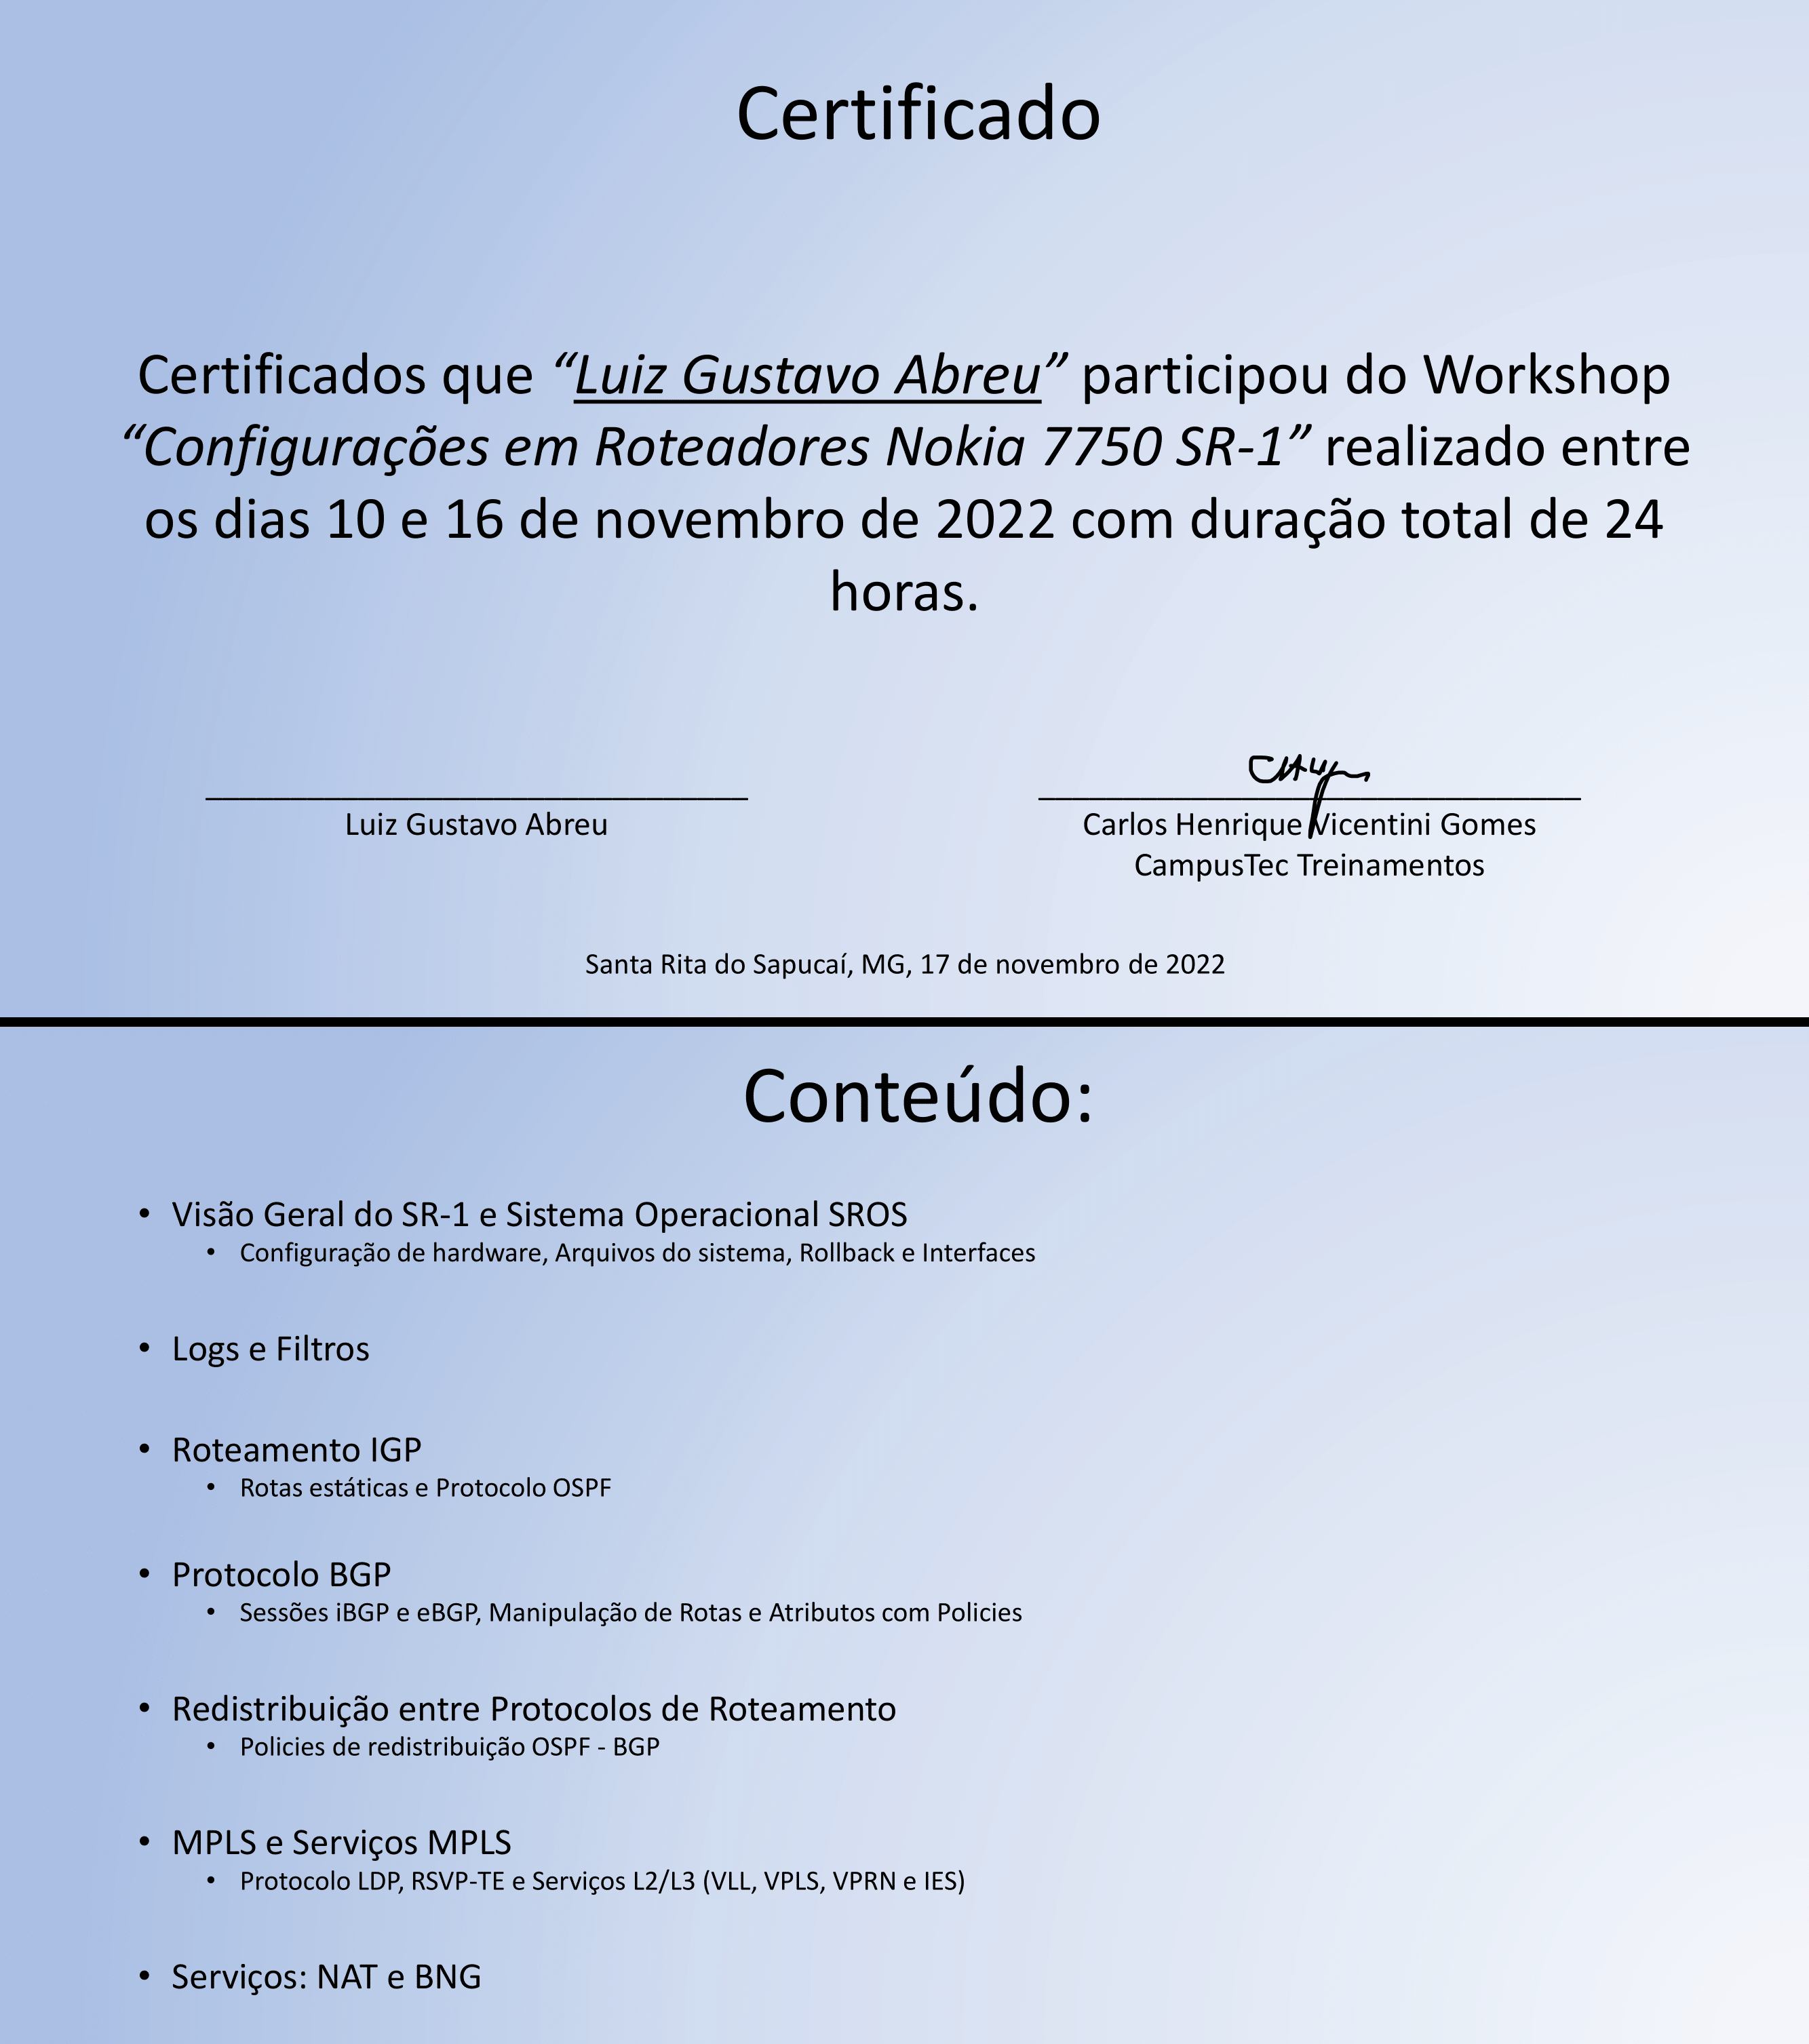 Certificado
Certificados que “Luiz Gustavo Abreu” participou do Workshop
“Configurações em Roteadores Nokia 7750 SR-1” realizado entre
os dias 10 e 16 de novembro de 2022 com duração total de 24
horas.
Luiz Gustavo Abreu
Carlos Henrique Vicentini Gomes
CampusTec Treinamentos
Santa Rita do Sapucaí, MG, 17 de novembro de 2022
Conteúdo:
• Visão Geral do SR-1 e Sistema Operacional SROS
• Configuração de hardware, Arquivos do sistema, Rollback e Interfaces
• Logs e Filtros
• Roteamento IGP
• Rotas estáticas e Protocolo OSPF
• Protocolo BGP
• Sessões iBGP e eBGP, Manipulação de Rotas e Atributos com Policies
• Redistribuição entre Protocolos de Roteamento
• Policies de redistribuição OSPF - BGP
• MPLS e Serviços MPLS
• Protocolo LDP, RSVP-TE e Serviços L2/L3 (VLL, VPLS, VPRN e IES)
• Serviços: NAT e BNG